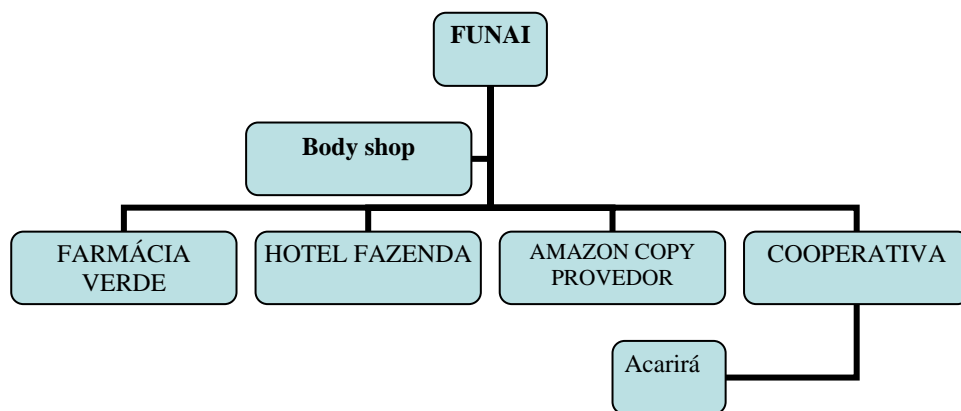 FUNAI
Body shop
FARMÁCIA
VERDE
HOTEL FAZENDA
AMAZON COPY
PROVEDOR
COOPERATIVA
Acarirá